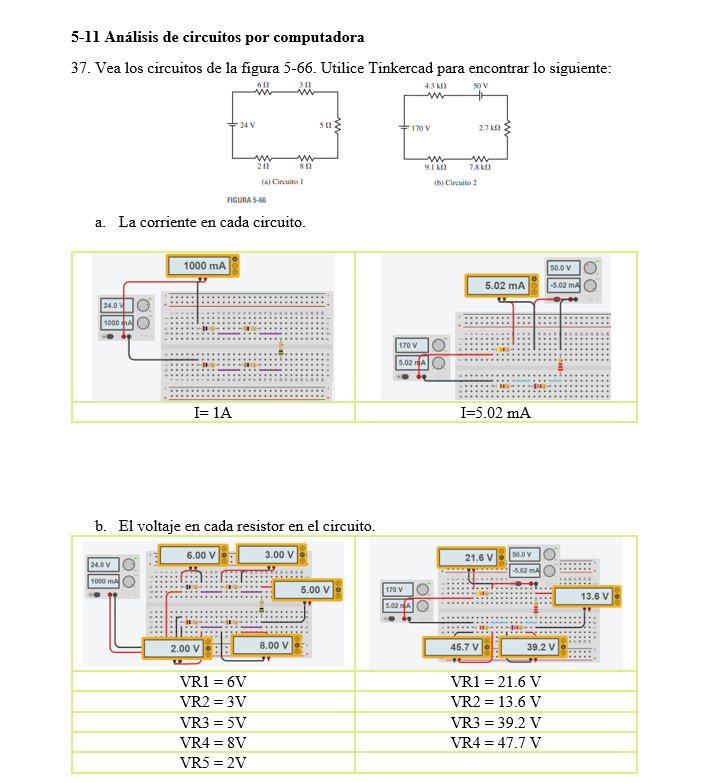 5-11 Análisis de circuitos por computadora
37. Vea los circuitos de la figura 5-66. Utilice Tinkercad para encontrar lo siguiente:
6 Ω 3 Ω
24 V 5 Ω
2 Ω 8 Ω
(a) Circuito 1
4.3 kΩ 50 V
170 V 2.7 kΩ
9.1 kΩ 7.8 kΩ
(b) Circuito 2
FIGURA 5-66
a. La corriente en cada circuito.
1000 mA
24.0 V
1000 mA
50.0 V
5.02 mA -5.02 mA
170 V
5.02 mA
I= 1A
I=5.02 mA
b. El voltaje en cada resistor en el circuito.
6.00 V 3.00 V
24.0 V
1000 mA
5.00 V
2.00 V 8.00 V
21.6 V 50.0 V
-5.02 mA
170 V 13.6 V
5.02 mA
45.7 V 39.2 V
VR1 = 6V
VR1 = 21.6 V
VR2 = 3V
VR2 = 13.6 V
VR3 = 5V
VR3 = 39.2 V
VR4 = 8V
VR4 = 47.7 V
VR5 = 2V